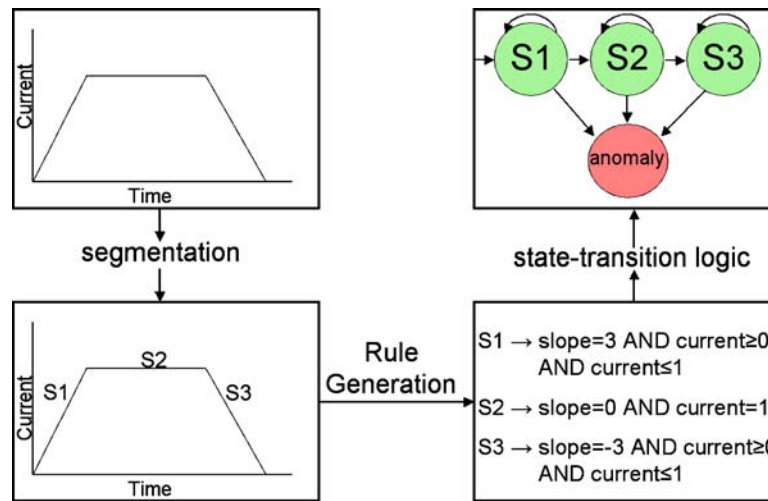 Current
Time
segmentation
S1
S2
S3
Current
Time
Rule
Generation
S1 → slope=3 AND current≥0
AND current≤1
S2 → slope=0 AND current=1
S3 → slope=-3 AND current≥0
AND current≤1
state-transition logic
S1 S2 S3
anomaly